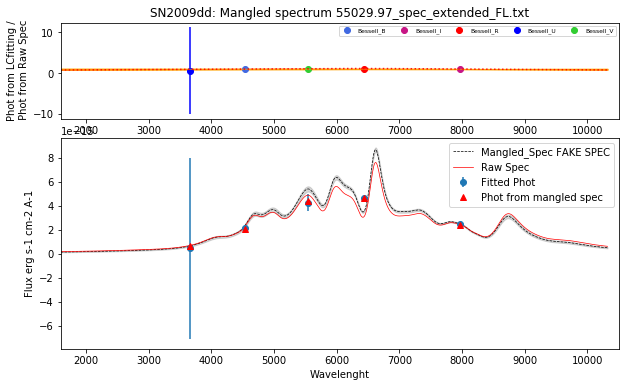 SN2009dd: Mangled spectrum 55029.97_spec_extended_FL.txt
Phot from LCfitting /
Phot from Raw Spec
10
0
-10
Bessell_B
Bessell_I
Bessell_R
Bessell_U
Bessell_V
2000 3000 4000 5000 6000 7000 8000 9000 10000
Flux erg s-1 cm-2 A-1
8
6
4
2
0
−2
−4
−6
Mangled_Spec FAKE SPEC
Raw Spec
Fitted Phot
Phot from mangled spec
2000 3000 4000 5000 6000 7000 8000 9000 10000
Wavelenght